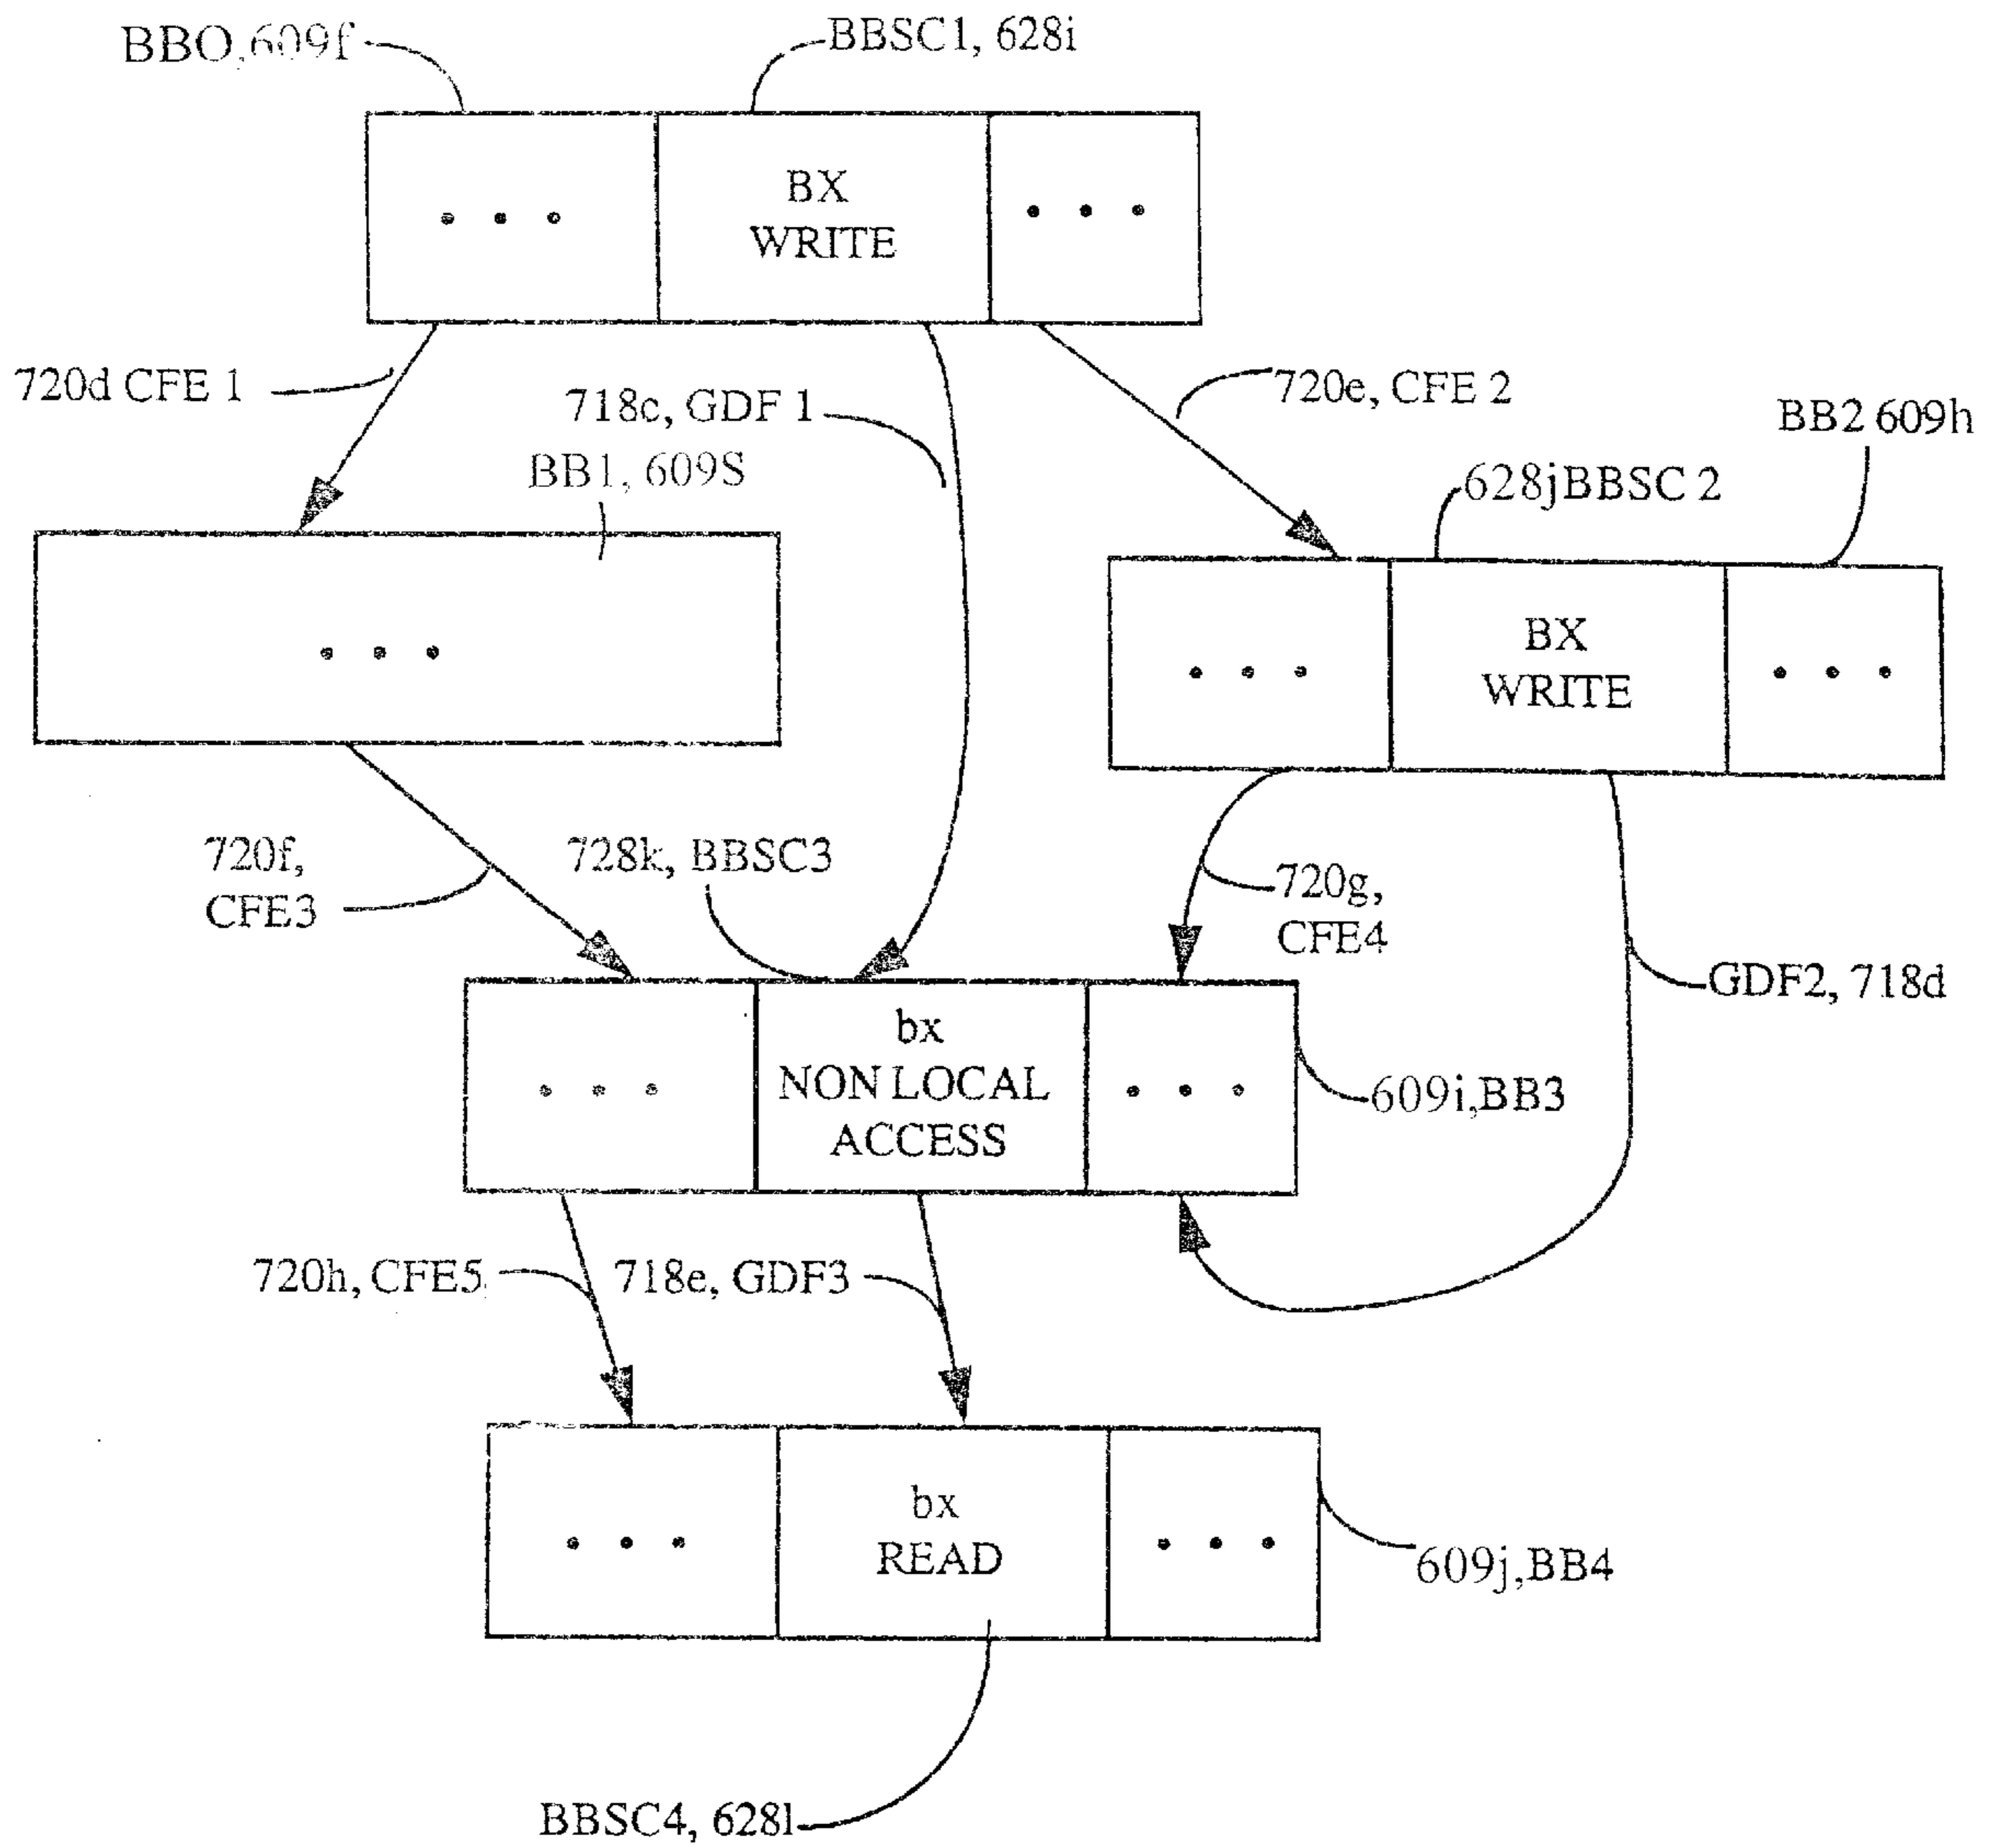 BBO, 609f
BBSC1, 628i
BX
WRITE
720d CFE 1
718c, GDF 1
720e, CFE 2
BB2 609h
BB1, 609S
628jBBSC 2
BX
WRITE
720f,
CFE3
728k, BBSC3
720g,
CFE4
GDF2, 718d
bx
NON LOCAL
ACCESS
609i,BB3
720h, CFE5
718e, GDF3
bx
READ
609j,BB4
BBSC4, 628l